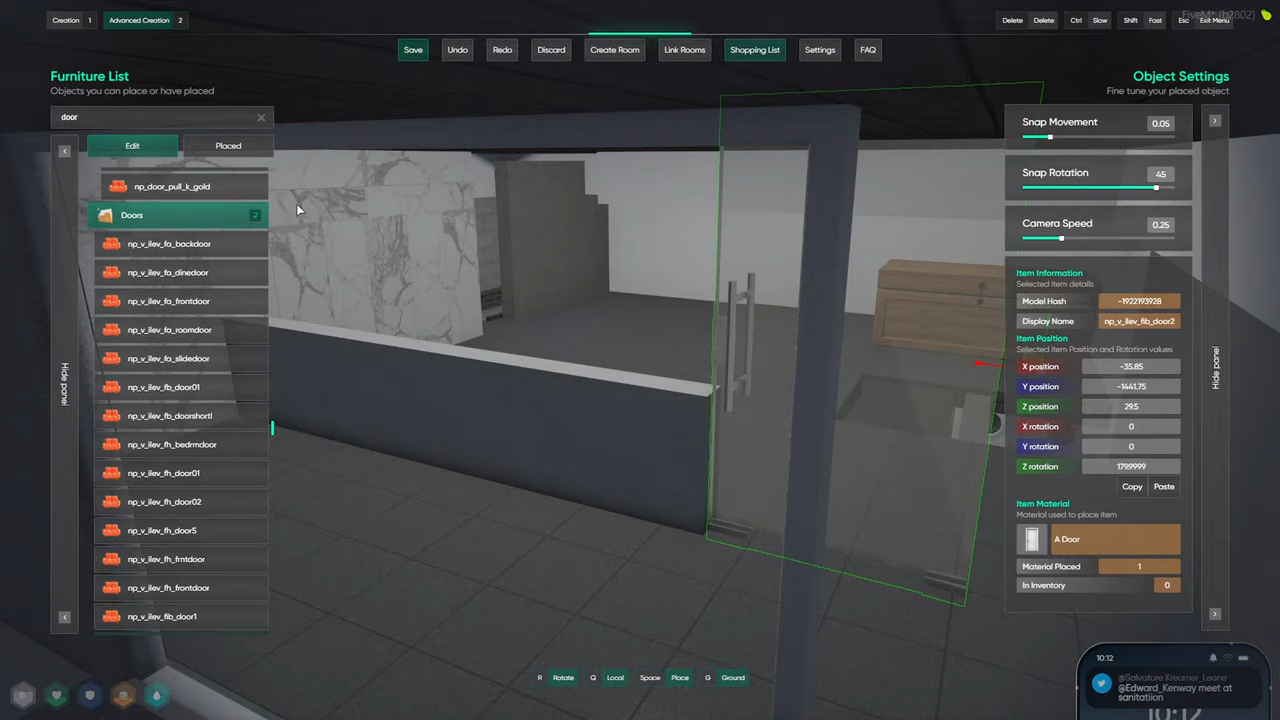 Creation 1 Advanced Creation 2
FiveM* (b2802)
Delete Delete Ctrl Slow Shift Fast Esc Exit Menu
Save Undo Redo Discard Create Room Link Rooms Shopping List Settings FAQ
Furniture List
Objects you can place or have placed
door
Edit Placed
np_door_pull_k_gold
Doors 2
np_v_ilev_fa_backdoor
np_v_ilev_fa_dinedoor
np_v_ilev_fa_frontdoor
np_v_ilev_fa_roomdoor
np_v_ilev_fa_slidedoor
np_v_ilev_fb_door01
np_v_ilev_fb_doorshortl
np_v_ilev_fh_bedrmdoor
np_v_ilev_fh_door01
np_v_ilev_fh_door02
np_v_ilev_fh_door5
np_v_ilev_fh_frntdoor
np_v_ilev_fh_frontdoor
np_v_ilev_fib_door1
Hide panel
Object Settings
Fine tune your placed object
Snap Movement 0.05
Snap Rotation 45
Camera Speed 0.25
Item Information
Selected item details
Model Hash -1922193928
Display Name np_v_ilev_fib_door2
Item Position
Selected item Position and Rotation values
X position -35.85
Y position -1441.75
Z position 29.5
X rotation 0
Y rotation 0
Z rotation 179.9999
Copy Paste
Item Material
Material used to place item
A Door
Material Placed 1
In Inventory 0
Hide panel
R Rotate Q Local Space Place G Ground
10:12
@Salvatore_Kreamer_Leone
@Edward_Kenway meet at
sanitatiion
10:12